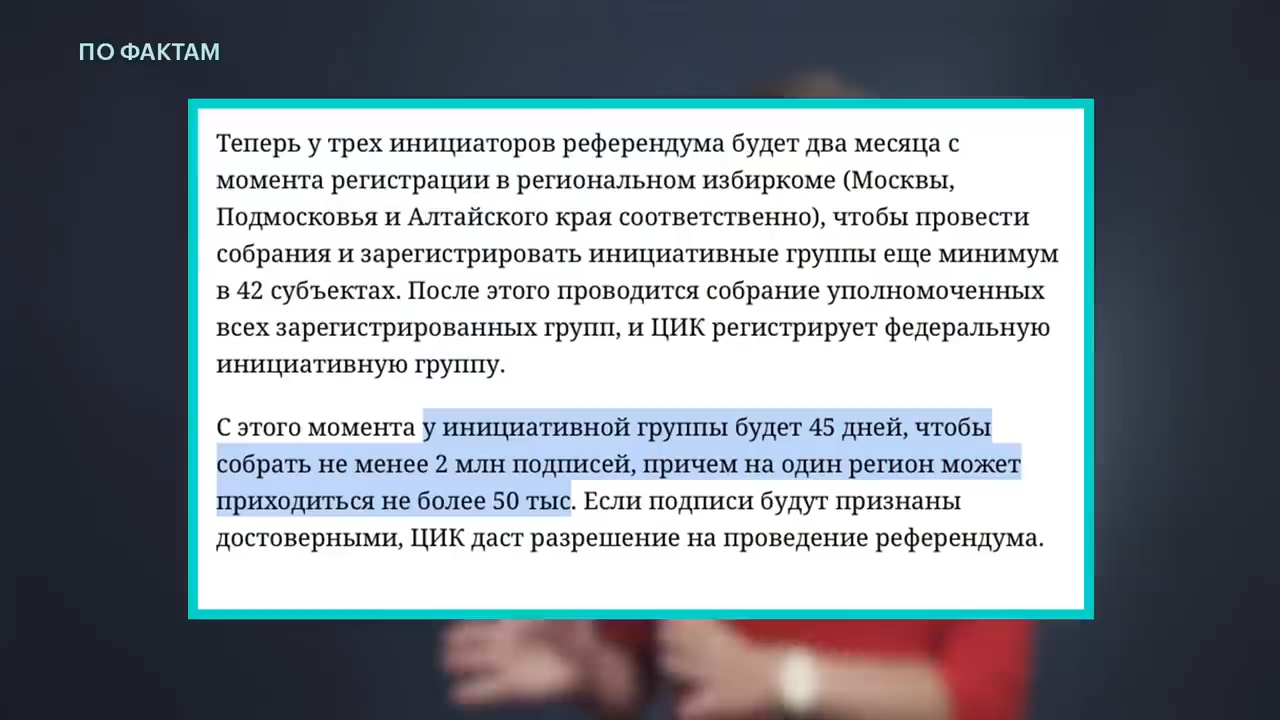 ПО ФАКТАМ
Теперь у трех инициаторов референдума будет два месяца с
момента регистрации в региональном избиркоме (Москвы,
Подмосковья и Алтайского края соответственно), чтобы провести
собрания и зарегистрировать инициативные группы еще минимум
в 42 субъектах. После этого проводится собрание уполномоченных
всех зарегистрированных групп, и ЦИК регистрирует федеральную
инициативную группу.
С этого момента у инициативной группы будет 45 дней, чтобы
собрать не менее 2 млн подписей, причем на один регион может
приходиться не более 50 тыс. Если подписи будут признаны
достоверными, ЦИК даст разрешение на проведение референдума.